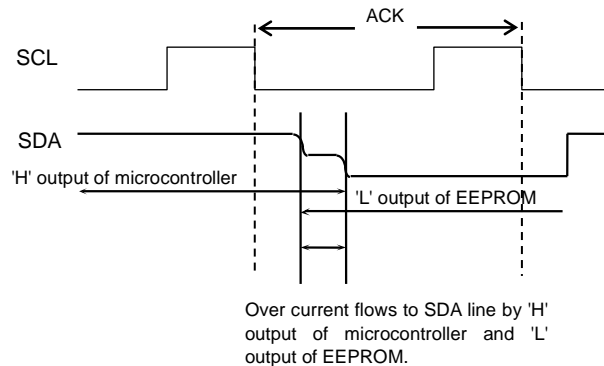 ACK
SCL
SDA
'H' output of microcontroller
'L' output of EEPROM
Over current flows to SDA line by 'H'
output of microcontroller and 'L'
output of EEPROM.